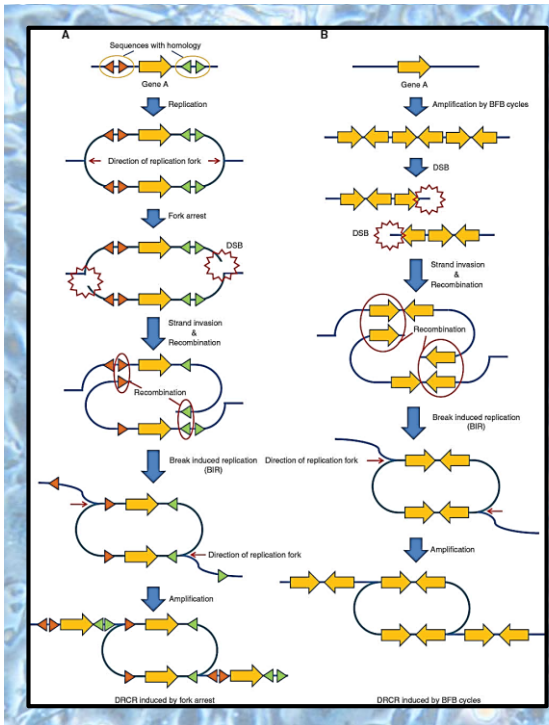 A
Sequences with homology
Gene A
Replication
Direction of replication fork
Fork arrest
DSB
Strand invasion
&
Recombination
Recombination
Break induced replication
(BIR)
Direction of replication fork
Amplification
DRCR induced by fork arrest
B
Gene A
Amplification by BFB cycles
DSB
DSB
Strand invasion
&
Recombination
Recombination
Break induced replication
(BIR)
Direction of replication fork
Amplification
DRCR induced by BFB cycles